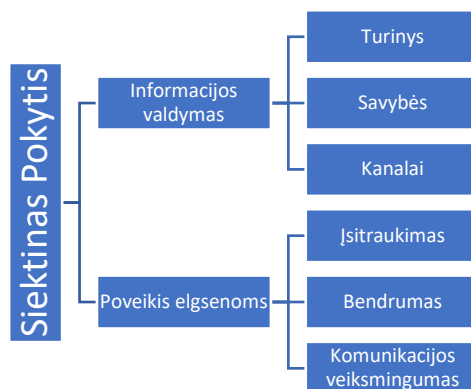 Siektinas Pokytis
Informacijos
valdymas
Turinys
Savybės
Kanalai
Poveikis elgsenoms
Įsitraukimas
Bendrumas
Komunikacijos
veiksmingumas